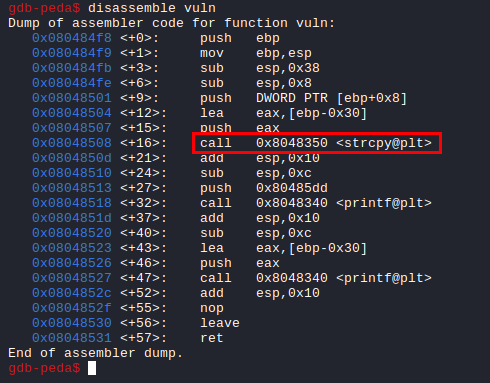 gdb-peda$ disassemble vuln
Dump of assembler code for function vuln:
   0x080484f8 <+0>:     push   ebp
   0x080484f9 <+1>:     mov    ebp,esp
   0x080484fb <+3>:     sub    esp,0x38
   0x080484fe <+6>:     sub    esp,0x8
   0x08048501 <+9>:     push   DWORD PTR [ebp+0x8]
   0x08048504 <+12>:    lea    eax,[ebp-0x30]
   0x08048507 <+15>:    push   eax
   0x08048508 <+16>:    call   0x8048350 <strcpy@plt>
   0x0804850d <+21>:    add    esp,0x10
   0x08048510 <+24>:    sub    esp,0xc
   0x08048513 <+27>:    push   0x80485dd
   0x08048518 <+32>:    call   0x8048340 <printf@plt>
   0x0804851d <+37>:    add    esp,0x10
   0x08048520 <+40>:    sub    esp,0xc
   0x08048523 <+43>:    lea    eax,[ebp-0x30]
   0x08048526 <+46>:    push   eax
   0x08048527 <+47>:    call   0x8048340 <printf@plt>
   0x0804852c <+52>:    add    esp,0x10
   0x0804852f <+55>:    nop
   0x08048530 <+56>:    leave
   0x08048531 <+57>:    ret
End of assembler dump.
gdb-peda$